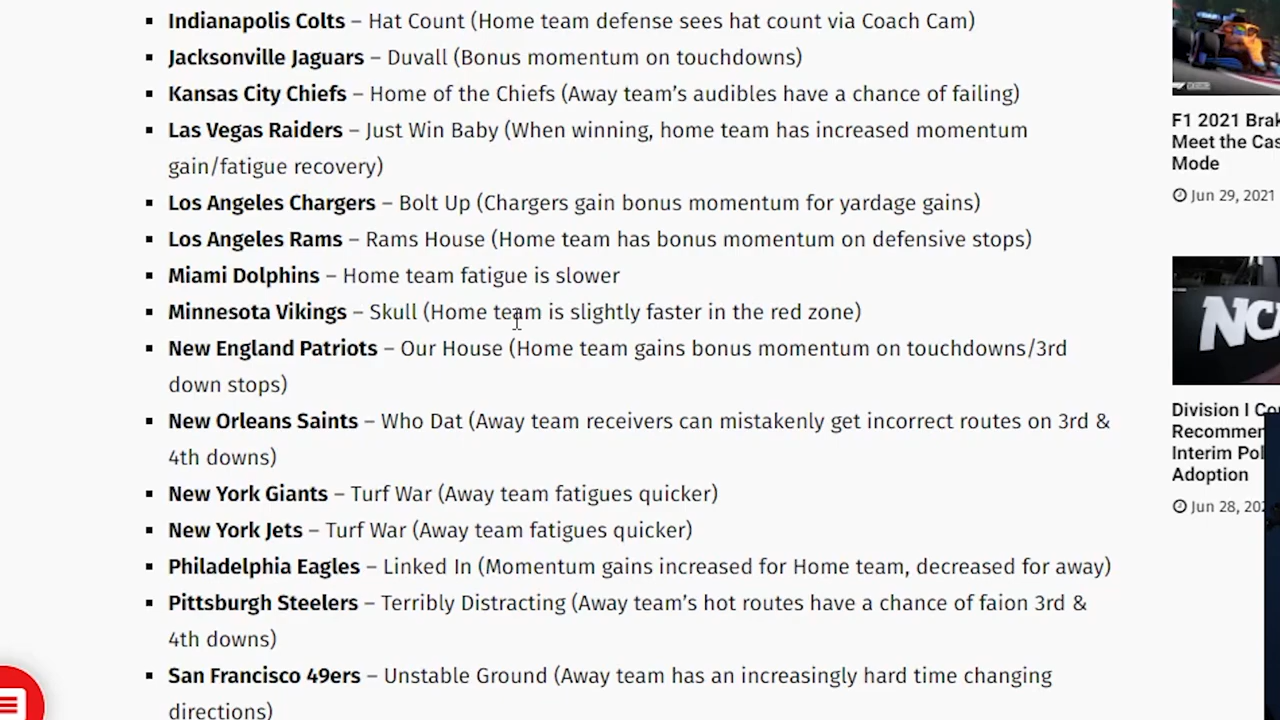 Indianapolis Colts – Hat Count (Home team defense sees hat count via Coach Cam)
Jacksonville Jaguars – Duvall (Bonus momentum on touchdowns)
Kansas City Chiefs – Home of the Chiefs (Away team's audibles have a chance of failing)
Las Vegas Raiders – Just Win Baby (When winning, home team has increased momentum
gain/fatigue recovery)
Los Angeles Chargers – Bolt Up (Chargers gain bonus momentum for yardage gains)
Los Angeles Rams – Rams House (Home team has bonus momentum on defensive stops)
Miami Dolphins – Home team fatigue is slower
Minnesota Vikings – Skull (Home team is slightly faster in the red zone)
New England Patriots – Our House (Home team gains bonus momentum on touchdowns/3rd
down stops)
New Orleans Saints – Who Dat (Away team receivers can mistakenly get incorrect routes on 3rd &
4th downs)
New York Giants – Turf War (Away team fatigues quicker)
New York Jets – Turf War (Away team fatigues quicker)
Philadelphia Eagles – Linked In (Momentum gains increased for Home team, decreased for away)
Pittsburgh Steelers – Terribly Distracting (Away team's hot routes have a chance of faion 3rd &
4th downs)
San Francisco 49ers – Unstable Ground (Away team has an increasingly hard time changing
directions)
F1 2021
Meet the
Mode
Jun 29, 2021
NC
Division I
Interim
Adoption
Jun 28,